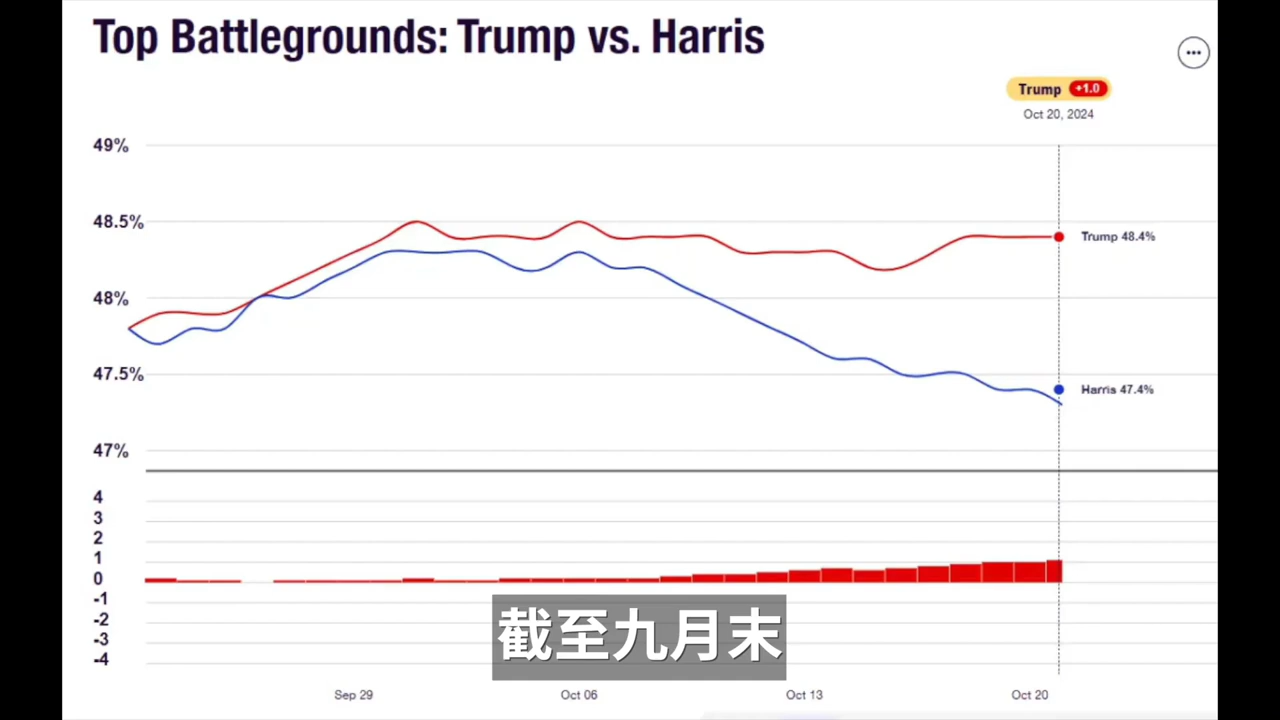 Top Battlegrounds: Trump vs. Harris
Trump +1.0
Oct 20, 2024
49%
48.5%
Trump 48.4%
48%
47.5%
Harris 47.4%
47%
4
3
2
1
0
-1
-2
-3
-4
截至九月末
Sep 29 Oct 06 Oct 13 Oct 20